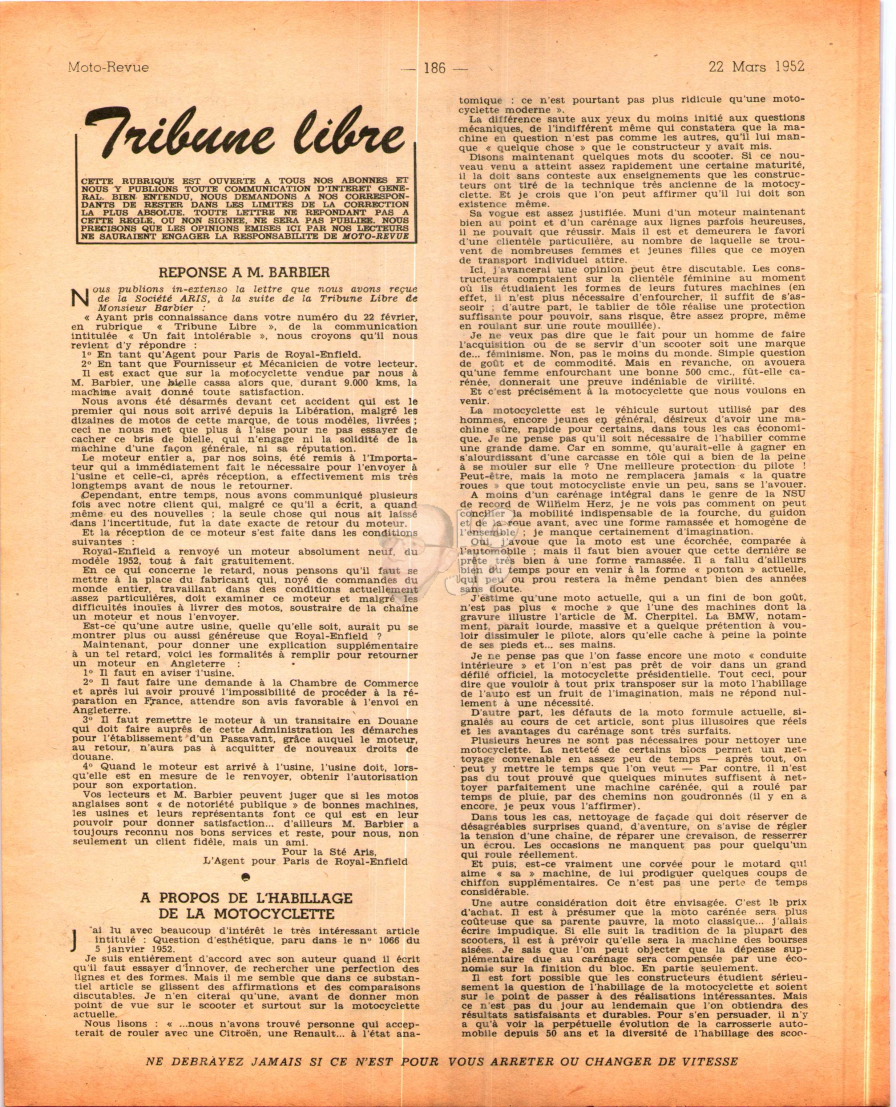 Moto-Revue
— 186 —
22 Mars 1952
Tribune libre
CETTE RUBRIQUE EST OUVERTE A TOUS NOS ABONNES ET
NOUS Y PUBLIONS TOUTE COMMUNICATION D'INTERET GENE-
RAL. BIEN ENTENDU, NOUS DEMANDONS A NOS CORRESPON-
DANTS DE RESTER DANS LES LIMITES DE LA CORRECTION
LA PLUS ABSOLUE. TOUTE LETTRE NE REPONDANT PAS A
CETTE REGLE, OU NON SIGNEE, NE SERA PAS PUBLIEE. NOUS
PRECISONS QUE LES OPINIONS EMISES ICI PAR NOS LECTEURS
NE SAURAIENT ENGAGER LA RESPONSABILITE DE MOTO-REVUE
REPONSE A M. BARBIER
Nous publions in-extenso la lettre que nous avons reçue
de la Société ARIS, à la suite de la Tribune Libre de
Monsieur Barbier :
« Ayant pris connaissance dans votre numéro du 22 février,
en rubrique « Tribune Libre », de la communication
intitulée « Un fait intolérable », nous croyons qu'il nous
revient d'y répondre :
1° En tant qu'Agent pour Paris de Royal-Enfield.
2° En tant que Fournisseur et Mécanicien de votre lecteur.
Il est exact que sur la motocyclette vendue par nous à
M. Barbier, une bielle cassa alors que, durant 9.000 kms, la
machine avait donné toute satisfaction.
Nous avons été désarmés devant cet accident qui est le
premier qui nous soit arrivé depuis la Libération, malgré les
dizaines de motos de cette marque, de tous modèles, livrées ;
ceci ne nous met que plus à l'aise pour ne pas essayer de
cacher ce bris de bielle, qui n'engage ni la solidité de la
machine d'une façon générale, ni sa réputation.
Le moteur entier a, par nos soins, été remis à l'Importa-
teur qui a immédiatement fait le nécessaire pour l'envoyer à
l'usine et celle-ci, après réception, a effectivement mis très
longtemps avant de nous le retourner.
Cependant, entre temps, nous avons communiqué plusieurs
fois avec notre client qui, malgré ce qu'il a écrit, a quand
même eu des nouvelles ; la seule chose qui nous ait laissé
dans l'incertitude, fut la date exacte de retour du moteur.
Et la réception de ce moteur s'est faite dans les conditions
suivantes :
Royal-Enfield a renvoyé un moteur absolument neuf, du
modèle 1952, tout à fait gratuitement.
En ce qui concerne le retard, nous pensons qu'il faut se
mettre à la place du fabricant qui, noyé de commandes du
monde entier, travaillant dans des conditions actuellement
assez particulières, doit examiner ce moteur et malgré les
difficultés inouïes à livrer des motos, soustraire de la chaîne
un moteur et nous l'envoyer.
Est-ce qu'une autre usine, quelle qu'elle soit, aurait pu se
montrer plus ou aussi généreuse que Royal-Enfield ?
Maintenant, pour donner une explication supplémentaire
à un tel retard, voici les formalités à remplir pour retourner
un moteur en Angleterre :
1° Il faut en aviser l'usine.
2° Il faut faire une demande à la Chambre de Commerce
et après lui avoir prouvé l'impossibilité de procéder à la ré-
paration en France, attendre son avis favorable à l'envoi en
Angleterre.
3° Il faut remettre le moteur à un transitaire en Douane
qui doit faire auprès de cette Administration les démarches
pour l'établissement d'un Passavant, grâce auquel le moteur,
au retour, n'aura pas à acquitter de nouveaux droits de
douane.
4° Quand le moteur est arrivé à l'usine, l'usine doit, lors-
qu'elle est en mesure de le renvoyer, obtenir l'autorisation
pour son exportation.
Vos lecteurs et M. Barbier peuvent juger que si les motos
anglaises sont « de notoriété publique » de bonnes machines,
les usines et leurs représentants font ce qui est en leur
pouvoir pour donner satisfaction... d'ailleurs M. Barbier a
toujours reconnu nos bons services et reste, pour nous, non
seulement un client fidèle, mais un ami.
Pour la Sté Aris,
L'Agent pour Paris de Royal-Enfield
A PROPOS DE L'HABILLAGE
DE LA MOTOCYCLETTE
J'ai lu avec beaucoup d'intérêt le très intéressant article
intitulé : Question d'esthétique, paru dans le n° 1066 du
5 janvier 1952.
Je suis entièrement d'accord avec son auteur quand il écrit
qu'il faut essayer d'innover, de rechercher une perfection des
lignes et des formes. Mais il me semble que dans ce substan-
tiel article se glissent des affirmations et des comparaisons
discutables. Je n'en citerai qu'une, avant de donner mon
point de vue sur le scooter et surtout sur la motocyclette
actuelle.
Nous lisons : « ...nous n'avons trouvé personne qui accep-
terait de rouler avec une Citroën, une Renault... à l'état ana-
tomique : ce n'est pourtant pas plus ridicule qu'une moto-
cyclette moderne ».
La différence saute aux yeux du moins initié aux questions
mécaniques, de l'indifférent même qui constatera que la ma-
chine en question n'est pas comme les autres, qu'il lui man-
que « quelque chose » que le constructeur y avait mis.
Disons maintenant quelques mots du scooter. Si ce nou-
veau venu a atteint assez rapidement une certaine maturité,
il la doit sans conteste aux enseignements que les construc-
teurs ont tiré de la technique très ancienne de la motocy-
clette. Et je crois que l'on peut affirmer qu'il lui doit son
existence même.
Sa vogue est assez justifiée. Muni d'un moteur maintenant
bien au point et d'un carénage aux lignes parfois heureuses,
il ne pouvait que réussir. Mais il est et demeurera le favori
d'une clientèle particulière, au nombre de laquelle se trou-
vent de nombreuses femmes et jeunes filles que ce moyen
de transport individuel attire.
Ici, j'avancerai une opinion peut être discutable. Les cons-
tructeurs comptaient sur la clientèle féminine au moment
où ils étudiaient les formes de leurs futures machines (en
effet, il n'est plus nécessaire d'enfourcher, il suffit de s'as-
seoir ; d'autre part, le tablier de tôle réalise une protection
suffisante pour pouvoir, sans risque, être assez propre, même
en roulant sur une route mouillée).
Je ne veux pas dire que le fait pour un homme de faire
l'acquisition ou de se servir d'un scooter soit une marque
de... féminisme. Non, pas le moins du monde. Simple question
de goût et de commodité. Mais en revanche, on avouera
qu'une femme enfourchant une bonne 500 cmc., fût-elle ca-
rénée, donnerait une preuve indéniable de virilité.
Et c'est précisément à la motocyclette que nous voulons en
venir.
La motocyclette est le véhicule surtout utilisé par des
hommes, encore jeunes en général, désireux d'avoir une ma-
chine sûre, rapide pour certains, dans tous les cas économi-
que. Je ne pense pas qu'il soit nécessaire de l'habiller comme
une grande dame. Car en somme, qu'aurait-elle à gagner en
s'alourdissant d'une carcasse en tôle qui a bien de la peine
à se mouler sur elle ? Une meilleure protection du pilote !
Peut-être, mais la moto ne remplacera jamais « la quatre
roues » que tout motocycliste envie un peu, sans se l'avouer.
A moins d'un carénage intégral dans le genre de la NSU
de record de Wilhelm Herz, je ne vois pas comment on peut
concilier la mobilité indispensable de la fourche, du guidon
et de la roue avant, avec une forme ramassée et homogène de
l'ensemble ; je manque certainement d'imagination.
Oui, j'avoue que la moto est une écorchée, comparée à
l'automobile ; mais il faut bien avouer que cette dernière se
prête très bien à une forme ramassée. Il a fallu d'ailleurs
bien du temps pour en venir à la forme « ponton » actuelle,
qui peu ou prou restera la même pendant bien des années
sans doute.
J'estime qu'une moto actuelle, qui a un fini de bon goût,
n'est pas plus « moche » que l'une des machines dont la
gravure illustre l'article de M. Cherpitel. La BMW, notam-
ment, paraît lourde, massive et a quelque prétention à vou-
loir dissimuler le pilote, alors qu'elle cache à peine la pointe
de ses pieds et... ses mains.
Je ne pense pas que l'on fasse encore une moto « conduite
intérieure » et l'on n'est pas prêt de voir dans un grand
défilé officiel, la motocyclette présidentielle. Tout ceci, pour
dire que vouloir à tout prix transposer sur la moto l'habillage
de l'auto est un fruit de l'imagination, mais ne répond nul-
lement à une nécessité.
D'autre part, les défauts de la moto formule actuelle, si-
gnalés au cours de cet article, sont plus illusoires que réels
et les avantages du carénage sont très surfaits.
Plusieurs heures ne sont pas nécessaires pour nettoyer une
motocyclette. La netteté de certains blocs permet un net-
toyage convenable en assez peu de temps — après tout, on
peut y mettre le temps que l'on veut — Par contre, il n'est
pas du tout prouvé que quelques minutes suffisent à net-
toyer parfaitement une machine carénée, qui a roulé par
temps de pluie, par des chemins non goudronnés (il y en a
encore, je peux vous l'affirmer).
Dans tous les cas, nettoyage de façade qui doit réserver de
désagréables surprises quand, d'aventure, on s'avise de régler
la tension d'une chaîne, de réparer une crevaison, de resserrer
un écrou. Les occasions ne manquent pas pour quelqu'un
qui roule réellement.
Et puis, est-ce vraiment une corvée pour le motard qui
aime « sa » machine, de lui prodiguer quelques coups de
chiffon supplémentaires. Ce n'est pas une perte de temps
considérable.
Une autre considération doit être envisagée. C'est le prix
d'achat. Il est à présumer que la moto carénée sera plus
coûteuse que sa parente pauvre, la moto classique... j'allais
écrire impudique. Si elle suit la tradition de la plupart des
scooters, il est à prévoir qu'elle sera la machine des bourses
aisées. Je sais que l'on peut objecter que la dépense sup-
plémentaire due au carénage sera compensée par une éco-
nomie sur la finition du bloc. En partie seulement.
Il est fort possible que les constructeurs étudient sérieu-
sement la question de l'habillage de la motocyclette et soient
sur le point de passer à des réalisations intéressantes. Mais
ce n'est pas du jour au lendemain que l'on obtiendra des
résultats satisfaisants et durables. Pour s'en persuader, il n'y
a qu'à voir la perpétuelle évolution de la carrosserie auto-
mobile depuis 50 ans et la diversité de l'habillage des scoo-
NE DEBRAYEZ JAMAIS SI CE N'EST POUR VOUS ARRETER OU CHANGER DE VITESSE